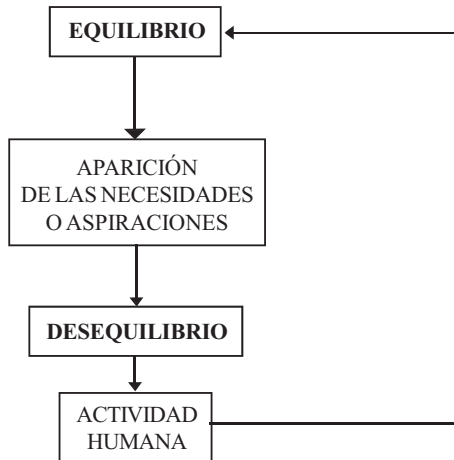 EQUILIBRIO
APARICIÓN
DE LAS NECESIDADES
O ASPIRACIONES
DESEQUILIBRIO
ACTIVIDAD
HUMANA